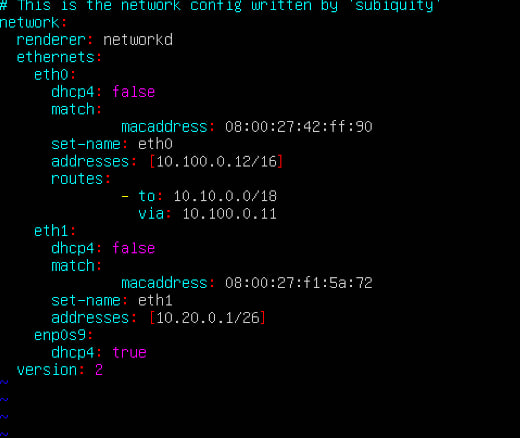 # This is the network config written by 'subiquity'
network:
  renderer: networkd
  ethernets:
    eth0:
      dhcp4: false
      match:
              macaddress: 08:00:27:42:ff:90
      set-name: eth0
      addresses: [10.100.0.12/16]
      routes:
              - to: 10.10.0.0/18
                via: 10.100.0.11
    eth1:
      dhcp4: false
      match:
              macaddress: 08:00:27:f1:5a:72
      set-name: eth1
      addresses: [10.20.0.1/26]
    enp0s9:
      dhcp4: true
  version: 2
~
~
~
~